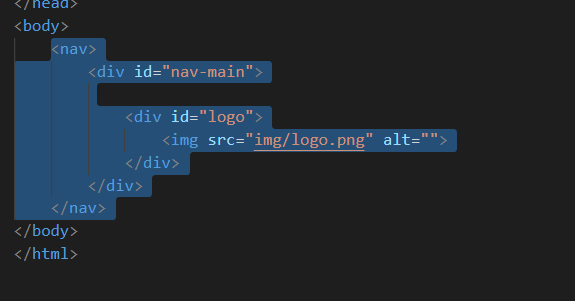 </head>
<body>
<nav>
<div id="nav-main">
<div id="logo">
<img src="img/logo.png" alt="">
</div>
</div>
</nav>
</body>
</html>